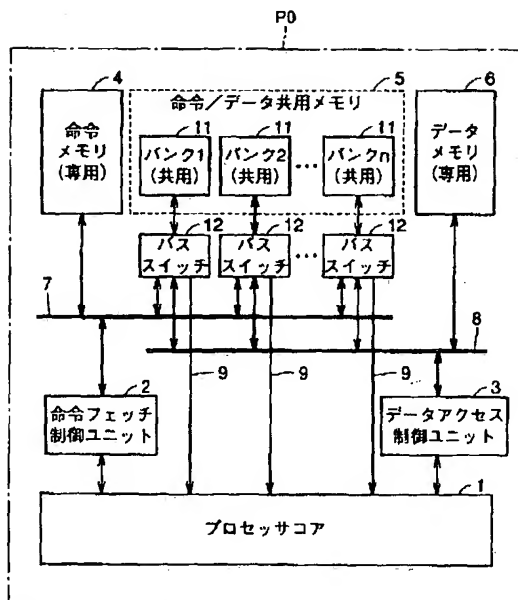 P0
4
5
6
命令
メモリ
(専用)
命令/データ共用メモリ
11
11
11
バンク1
(共用)
バンク2
(共用)
...
バンクn
(共用)
データ
メモリ
(専用)
12
12
12
バス
スイッチ
バス
スイッチ
...
バス
スイッチ
7
8
9
9
9
2
命令フェッチ
制御ユニット
3
データアクセス
制御ユニット
1
プロセッサコア